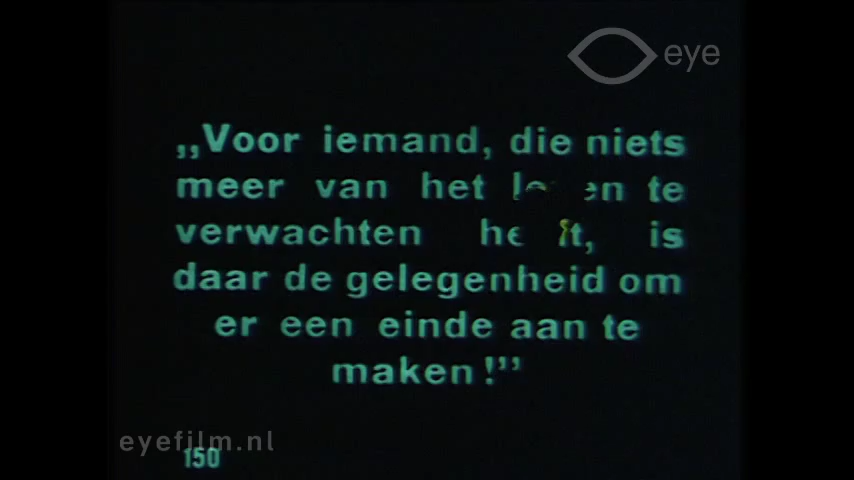 eye
„Voor iemand, die niets
meer van het te
verwachten is
daar de gelegenheid om
er een einde aan te
maken!”
eyefilm.nl
150